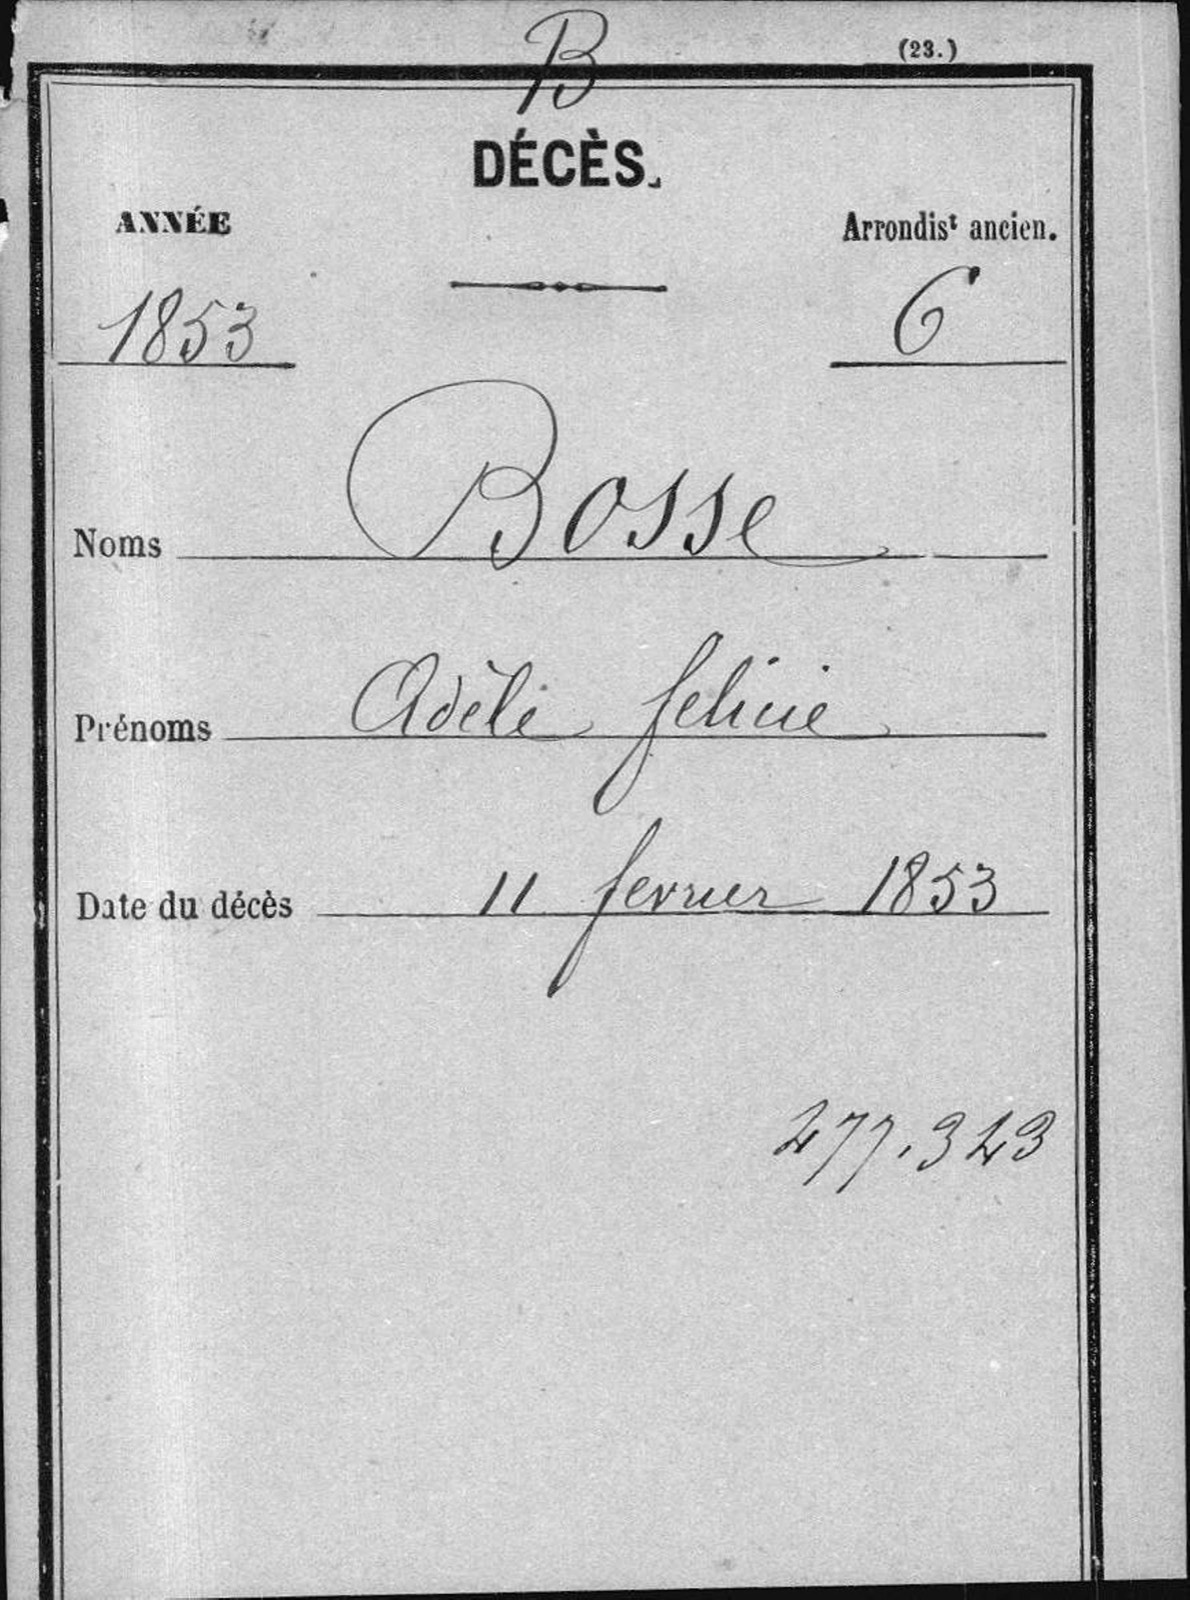 B
(23.)
DÉCÈS.
ANNÉE
Arrondisᵗ ancien.
1853
6
Noms Bosse
Prénoms Adèle felicie
Date du décès 11 fevrier 1853
277.323